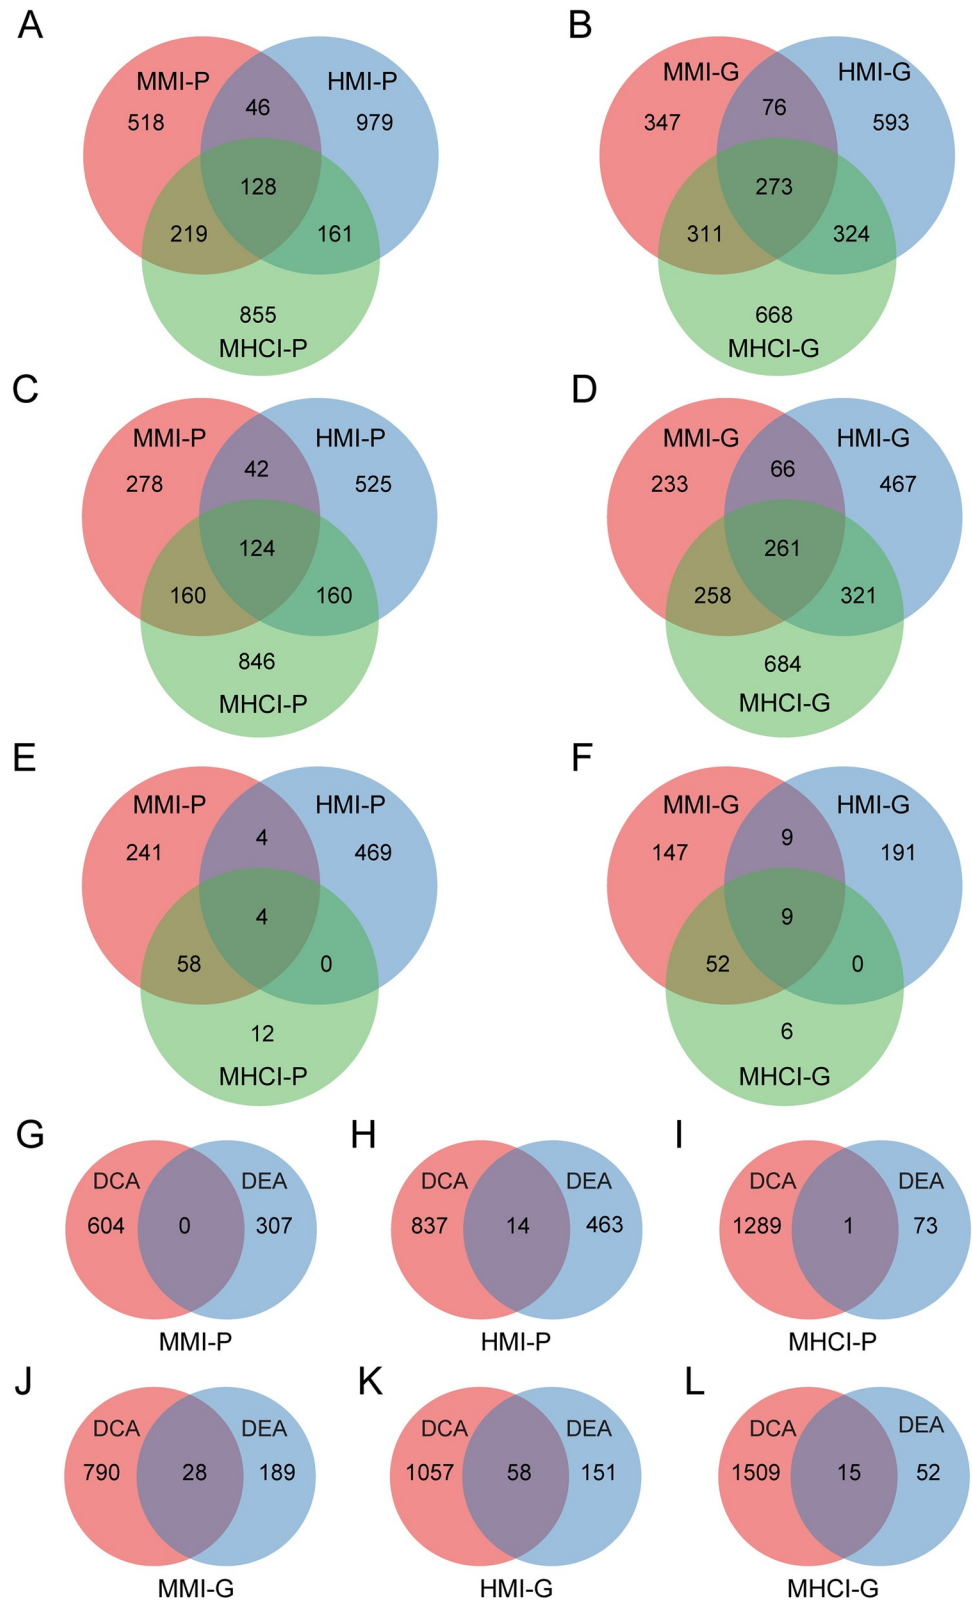 A
B
MMI-P
HMI-P
518
46
979
128
219
161
855
MHCI-P
MMI-G
HMI-G
347
76
593
273
311
324
668
MHCI-G
C
D
MMI-P
HMI-P
278
42
525
124
160
160
846
MHCI-P
MMI-G
HMI-G
233
66
467
261
258
321
684
MHCI-G
E
F
MMI-P
HMI-P
241
4
469
4
58
0
12
MHCI-P
MMI-G
HMI-G
147
9
191
9
52
0
6
MHCI-G
G
DCA
DEA
604
0
307
MMI-P
H
DCA
DEA
837
14
463
HMI-P
I
DCA
DEA
1289
1
73
MHCI-P
J
DCA
DEA
790
28
189
MMI-G
K
DCA
DEA
1057
58
151
HMI-G
L
DCA
DEA
1509
15
52
MHCI-G